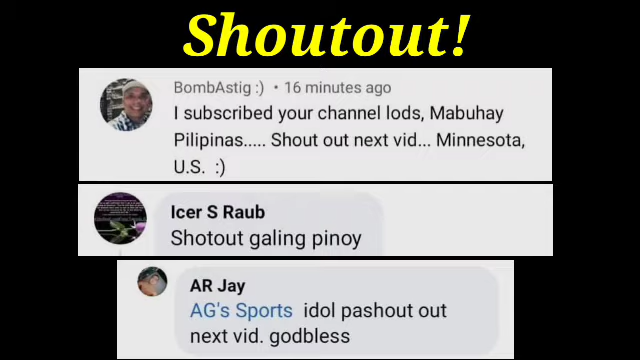 Shoutout!
BombAstig :) • 16 minutes ago
I subscribed your channel lods, Mabuhay
Pilipinas..... Shout out next vid... Minnesota,
U.S. :)
Icer S Raub
Shotout galing pinoy
AR Jay
AG's Sports idol pashout out
next vid. godbless